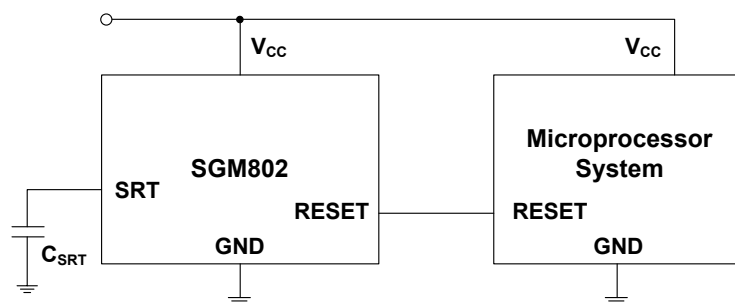 VCC
VCC
SGM802
Microprocessor
System
SRT
RESET
RESET
GND
GND
CSRT